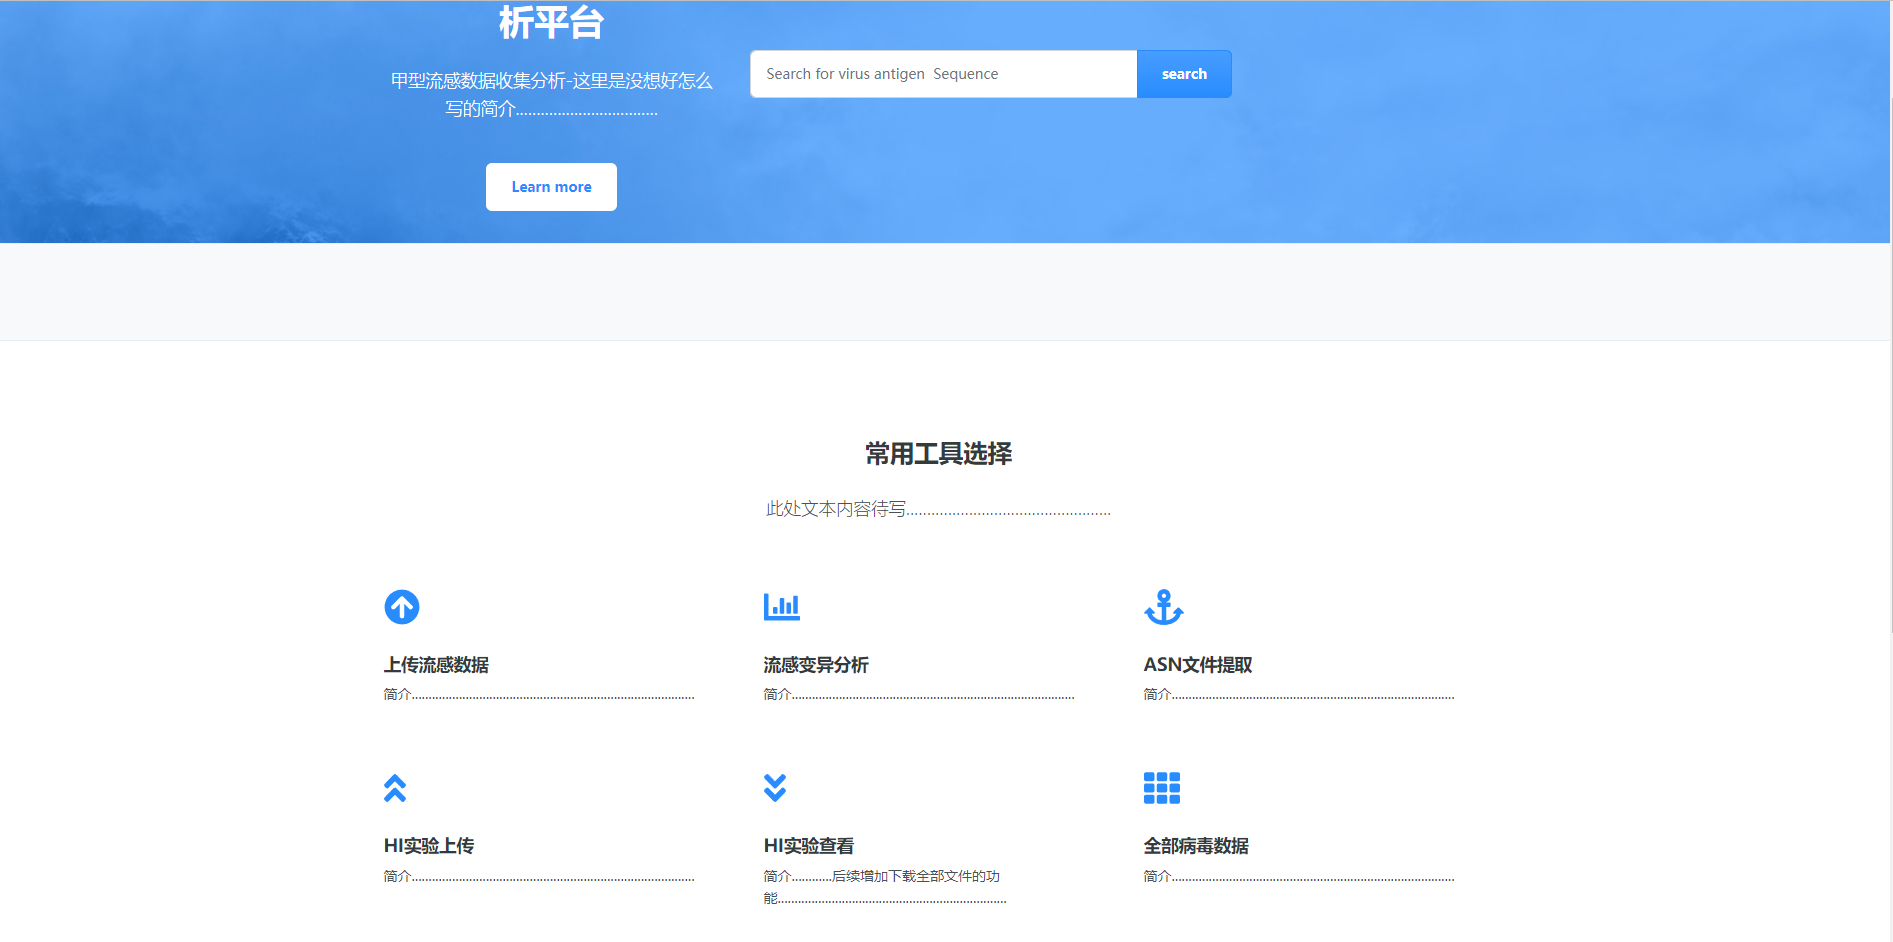 析平台
甲型流感数据收集分析-这里是没想好怎么
写的简介..................................
Search for virus antigen  Sequence
search
Learn more
常用工具选择
此处文本内容待写.................................................
上传流感数据
简介....................................................................................
流感变异分析
简介....................................................................................
ASN文件提取
简介....................................................................................
HI实验上传
简介....................................................................................
HI实验查看
简介............后续增加下载全部文件的功
能....................................................................
全部病毒数据
简介....................................................................................